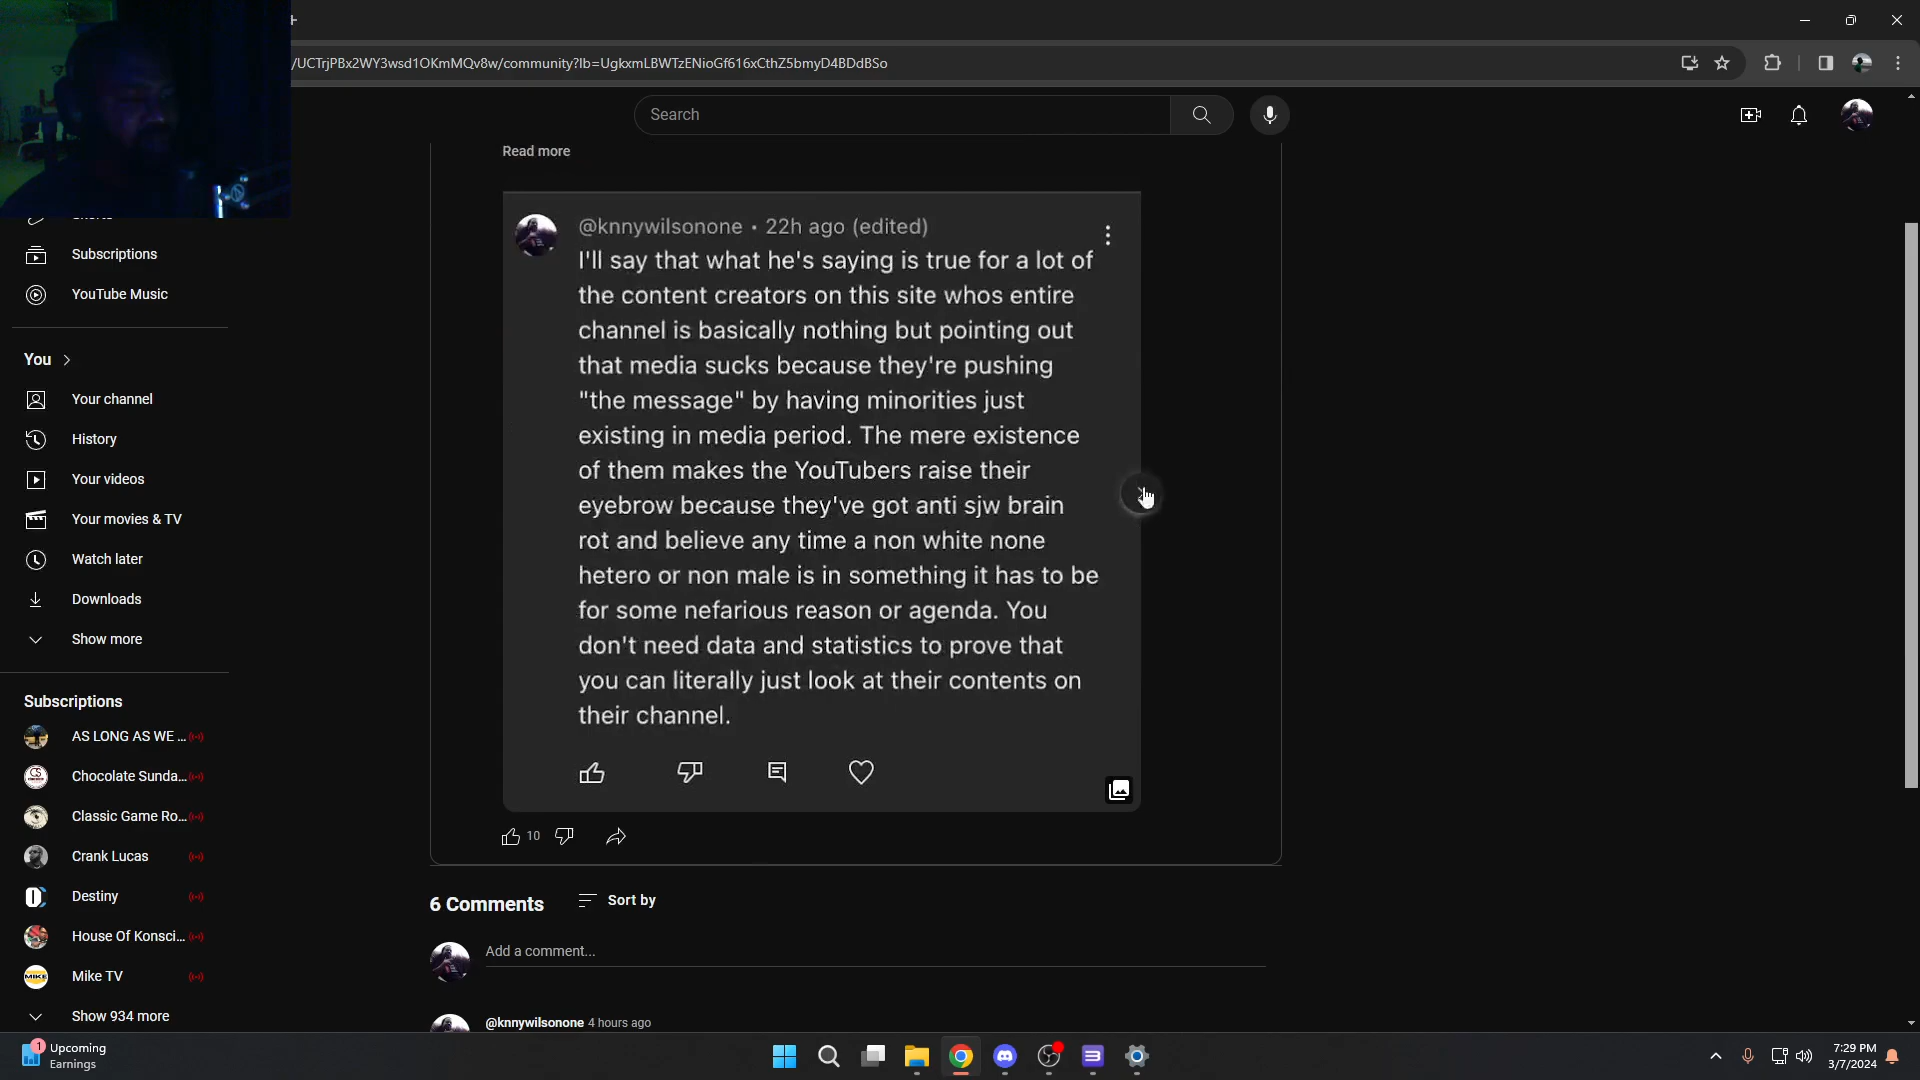 /UCTrjPBx2WY3wsd1OKmMQv8w/community?lb=UgkxmLBWTzENioGf616xCthZ5bmyD4BDdBSo
Search
Read more
Subscriptions
YouTube Music
You
Your channel
History
Your videos
Your movies & TV
Watch later
Downloads
Show more
Subscriptions
AS LONG AS WE ...
Chocolate Sunda...
Classic Game Ro...
Crank Lucas
Destiny
House Of Konsci...
Mike TV
Show 934 more
@knnywilsonone • 22h ago (edited)
I'll say that what he's saying is true for a lot of
the content creators on this site whos entire
channel is basically nothing but pointing out
that media sucks because they're pushing
"the message" by having minorities just
existing in media period. The mere existence
of them makes the YouTubers raise their
eyebrow because they've got anti sjw brain
rot and believe any time a non white none
hetero or non male is in something it has to be
for some nefarious reason or agenda. You
don't need data and statistics to prove that
you can literally just look at their contents on
their channel.
10
6 Comments
Sort by
Add a comment...
@knnywilsonone 4 hours ago
1
Upcoming
Earnings
7:29 PM
3/7/2024